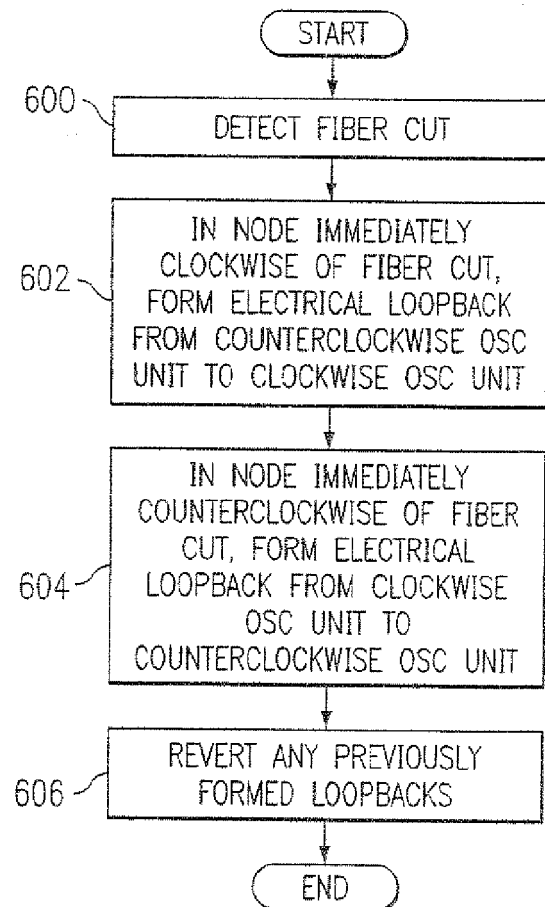 START
600
DETECT FIBER CUT
602
IN NODE IMMEDIATELY
CLOCKWISE OF FIBER CUT,
FORM ELECTRICAL LOOPBACK
FROM COUNTERCLOCKWISE OSC
UNIT TO CLOCKWISE OSC UNIT
604
IN NODE IMMEDIATELY
COUNTERCLOCKWISE OF FIBER
CUT, FORM ELECTRICAL
LOOPBACK FROM CLOCKWISE
OSC UNIT TO
COUNTERCLOCKWISE OSC UNIT
606
REVERT ANY PREVIOUSLY
FORMED LOOPBACKS
END